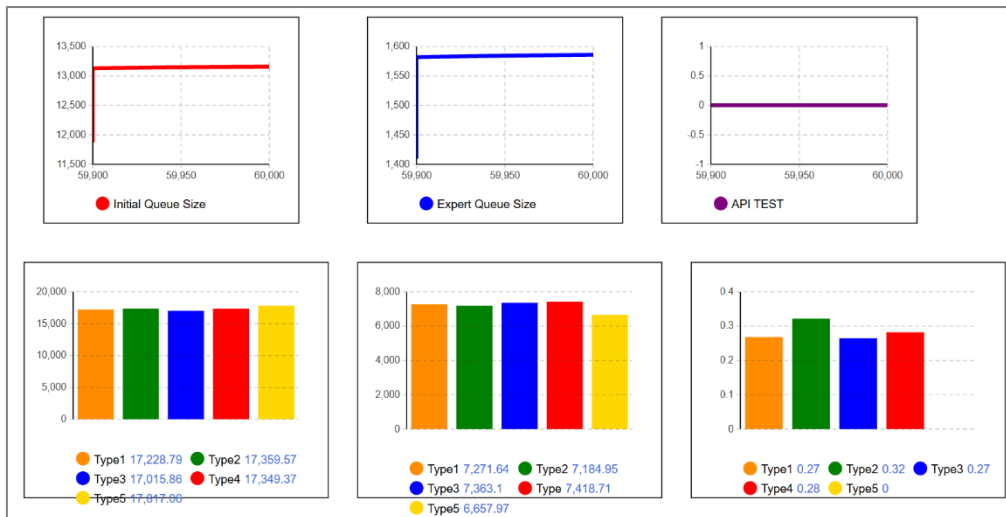 13,500
13,000
12,500
12,000
11,500
59,900 59,950 60,000
Initial Queue Size
1,600
1,550
1,500
1,450
1,400
59,900 59,950 60,000
Expert Queue Size
1
0.5
0
-0.5
-1
59,900 59,950 60,000
API TEST
20,000
15,000
10,000
5,000
0
Type1 17,228.79 Type2 17,359.57
Type3 17,015.86 Type4 17,349.37
Type5
8,000
6,000
4,000
2,000
0
Type1 7,271.64 Type2 7,184.95
Type3 7,363.1 Type 7,418.71
Type5 6,657.97
0.4
0.3
0.2
0.1
0
Type1 0.27 Type2 0.32 Type3 0.27
Type4 0.28 Type5 0